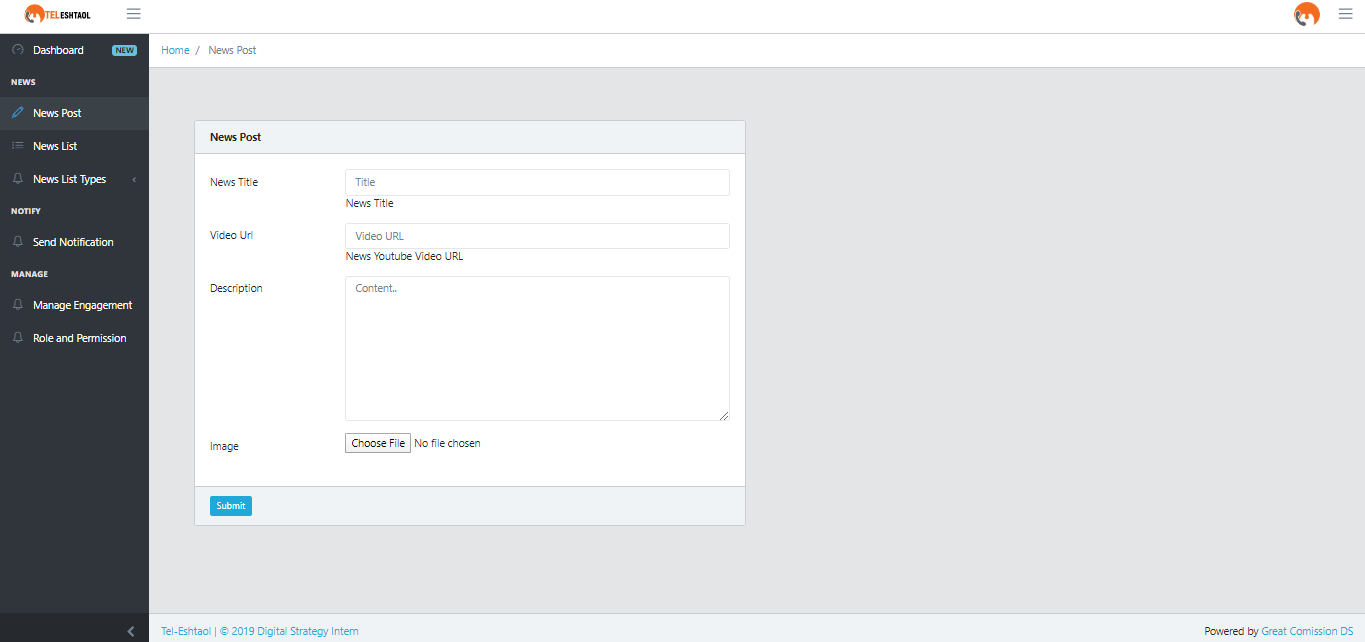 TELESHTAOL
Dashboard NEW
NEWS
News Post
News List
News List Types
NOTIFY
Send Notification
MANAGE
Manage Engagement
Role and Permission
Home / News Post
News Post
News Title
Title
News Title
Video Url
Video URL
News Youtube Video URL
Description
Content..
Image
Choose File No file chosen
Submit
Tel-Eshtaol | © 2019 Digital Strategy Intern
Powered by Great Comission DS